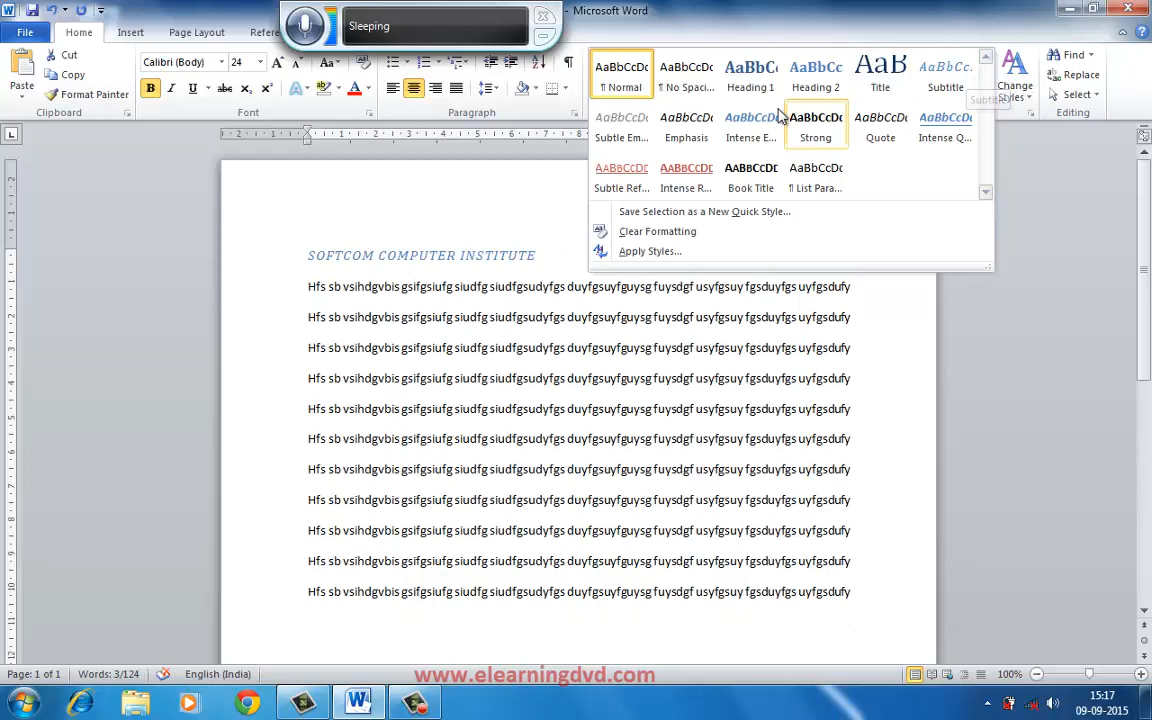 Sleeping
- Microsoft Word
File Home Insert Page Layout Refere
Cut
Copy
Format Painter
Paste
Clipboard
Calibri (Body) 24
Font
Paragraph
AaBbCcDc AaBbCcDc AaBbC AaBbCc AaB AaBbCc.
¶ Normal ¶ No Spaci... Heading 1 Heading 2 Title Subtitle
AaBbCcDc AaBbCcDc AaBbCcDc AaBbCcDc AaBbCcDc AaBbCcDc
Subtle Em... Emphasis Intense E... Strong Quote Intense Q...
AaBbCcDD AaBbCcDD AaBbCcDD AaBbCcDc
Subtle Ref... Intense R... Book Title ¶ List Para...
Save Selection as a New Quick Style...
Clear Formatting
Apply Styles...
Subtitle
Change Styles
Find
Replace
Select
Editing
SOFTCOM COMPUTER INSTITUTE
Hfs sb vsihdgvbis gsifgsiufg siudfg siudfgsudyfgs duyfgsuyfguysg fuysdgf usyfgsuy fgsduyfgs uyfgsdufy
Hfs sb vsihdgvbis gsifgsiufg siudfg siudfgsudyfgs duyfgsuyfguysg fuysdgf usyfgsuy fgsduyfgs uyfgsdufy
Hfs sb vsihdgvbis gsifgsiufg siudfg siudfgsudyfgs duyfgsuyfguysg fuysdgf usyfgsuy fgsduyfgs uyfgsdufy
Hfs sb vsihdgvbis gsifgsiufg siudfg siudfgsudyfgs duyfgsuyfguysg fuysdgf usyfgsuy fgsduyfgs uyfgsdufy
Hfs sb vsihdgvbis gsifgsiufg siudfg siudfgsudyfgs duyfgsuyfguysg fuysdgf usyfgsuy fgsduyfgs uyfgsdufy
Hfs sb vsihdgvbis gsifgsiufg siudfg siudfgsudyfgs duyfgsuyfguysg fuysdgf usyfgsuy fgsduyfgs uyfgsdufy
Hfs sb vsihdgvbis gsifgsiufg siudfg siudfgsudyfgs duyfgsuyfguysg fuysdgf usyfgsuy fgsduyfgs uyfgsdufy
Hfs sb vsihdgvbis gsifgsiufg siudfg siudfgsudyfgs duyfgsuyfguysg fuysdgf usyfgsuy fgsduyfgs uyfgsdufy
Hfs sb vsihdgvbis gsifgsiufg siudfg siudfgsudyfgs duyfgsuyfguysg fuysdgf usyfgsuy fgsduyfgs uyfgsdufy
Hfs sb vsihdgvbis gsifgsiufg siudfg siudfgsudyfgs duyfgsuyfguysg fuysdgf usyfgsuy fgsduyfgs uyfgsdufy
Hfs sb vsihdgvbis gsifgsiufg siudfg siudfgsudyfgs duyfgsuyfguysg fuysdgf usyfgsuy fgsduyfgs uyfgsdufy
Page: 1 of 1 Words: 3/124 English (India) 100%
www.elearningdvd.com
15:17
09-09-2015